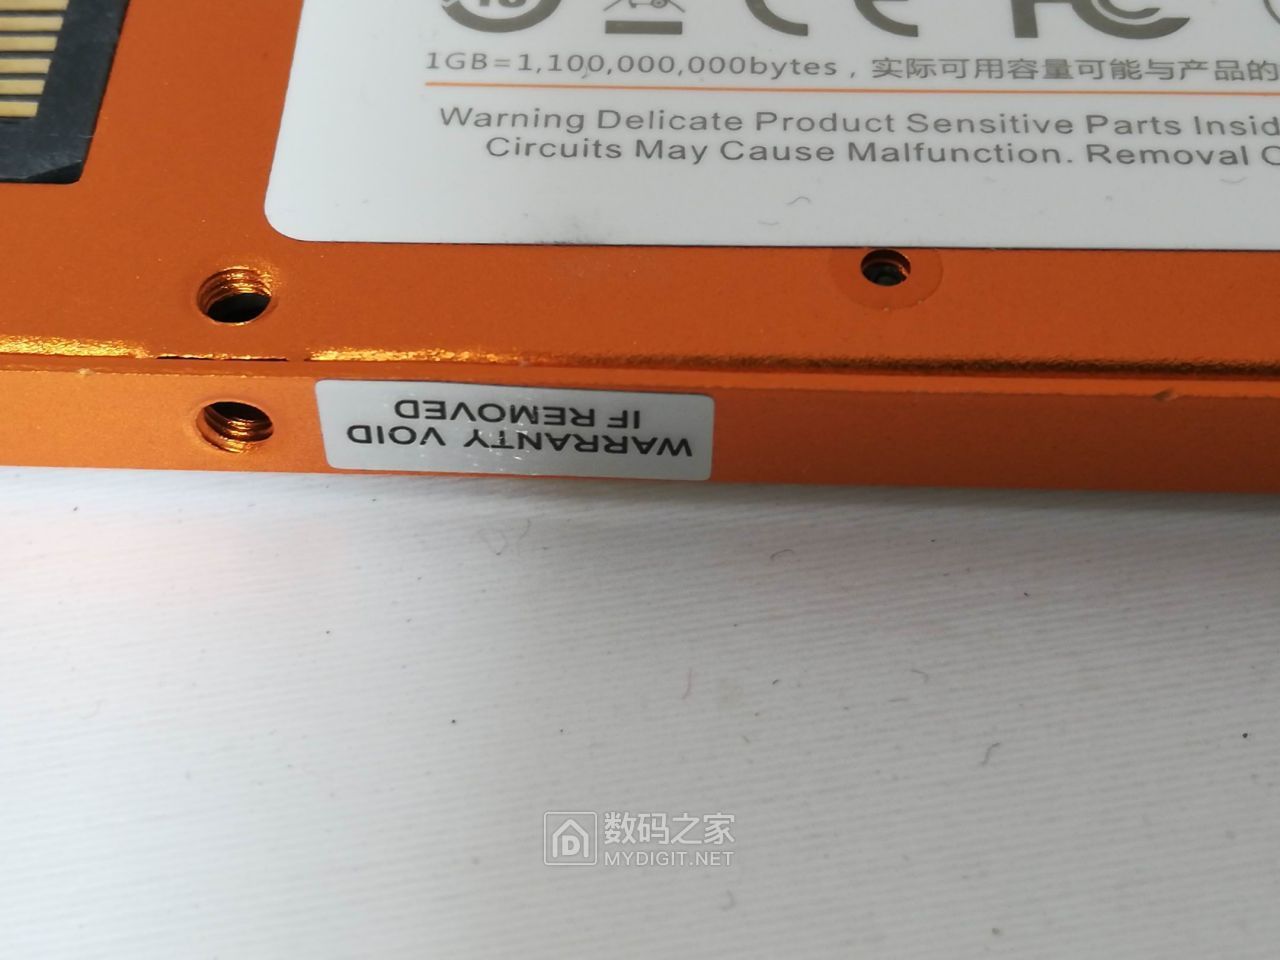 1GB=1,100,000,000bytes，实际可用容量可能与产品的
Warning Delicate Product Sensitive Parts Insid
Circuits May Cause Malfunction. Removal
WARRANTY VOID
IF REMOVED
数码之家
MYDIGIT.NET